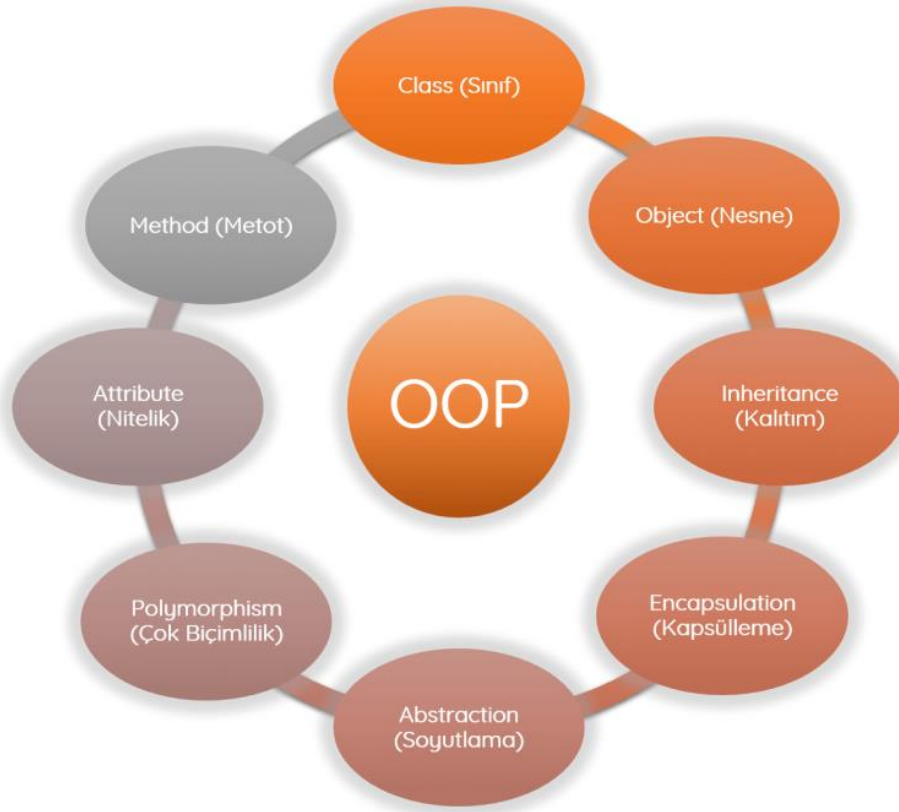 Class (Sınıf)
Object (Nesne)
Inheritance
(Kalıtım)
Encapsulation
(Kapsülleme)
Abstraction
(Soyutlama)
Polymorphism
(Çok Biçimlilik)
Attribute
(Nitelik)
Method (Metot)
OOP